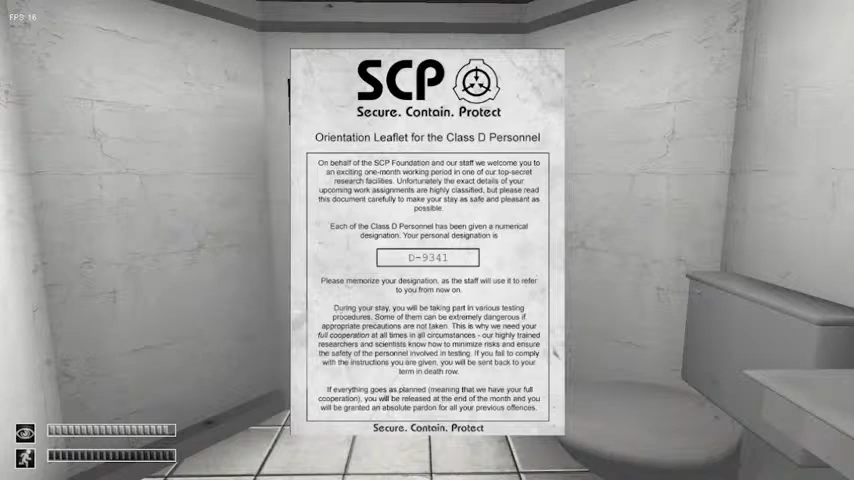 FPS: 16
SCP
Secure. Contain. Protect
Orientation Leaflet for the Class D Personnel
On behalf of the SCP Foundation and our staff we welcome you to
an exciting one-month working period in one of our top-secret
research facilities. Unfortunately the exact details of your
upcoming work assignments are highly classified, but please read
this document carefully to make your stay as safe and pleasant as
possible.
Each of the Class D Personnel has been given a numerical
designation. Your personal designation is
D-9341
Please memorize your designation, as the staff will use it to refer
to you from now on.
During your stay, you will be taking part in various testing
procedures. Some of them can be extremely dangerous if
appropriate precautions are not taken. This is why we need your
full cooperation at all times in all circumstances - our highly trained
researchers and scientists know how to minimize risks and ensure
the safety of the personnel involved in testing. If you fail to comply
with the instructions you are given, you will be sent back to your
term in death row.
If everything goes as planned (meaning that we have your full
cooperation), you will be released at the end of the month and you
will be granted an absolute pardon for all your previous offences.
Secure. Contain. Protect